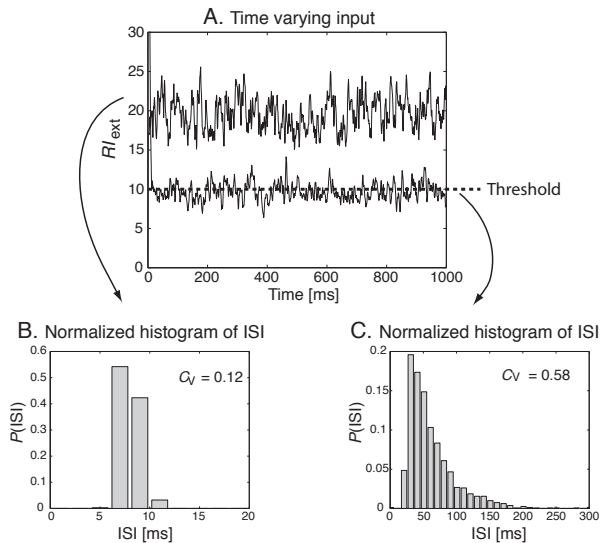 A. Time varying input
30
25
20
15
10
5
0
RI_ext
Threshold
0 200 400 600 800 1000
Time [ms]
B. Normalized histogram of ISI
0.6
0.5
0.4
0.3
0.2
0.1
0
P(ISI)
C_V = 0.12
0 5 10 15 20
ISI [ms]
C. Normalized histogram of ISI
0.2
0.15
0.1
0.05
0
P(ISI)
C_V = 0.58
0 50 100 150 200 250 300
ISI [ms]